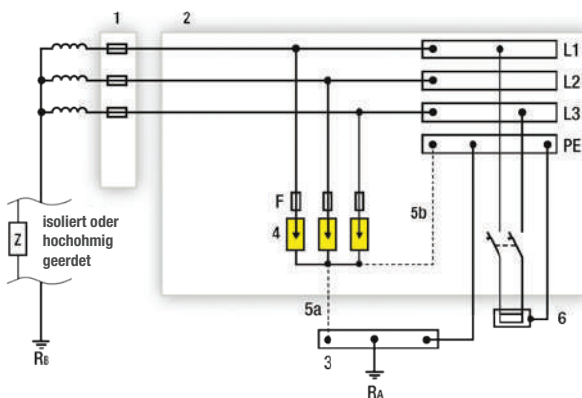 1
2
L1
L2
L3
PE
F
4
5b
isoliert oder
hochohmig
geerdet
Z
5a
6
3
RB
RA